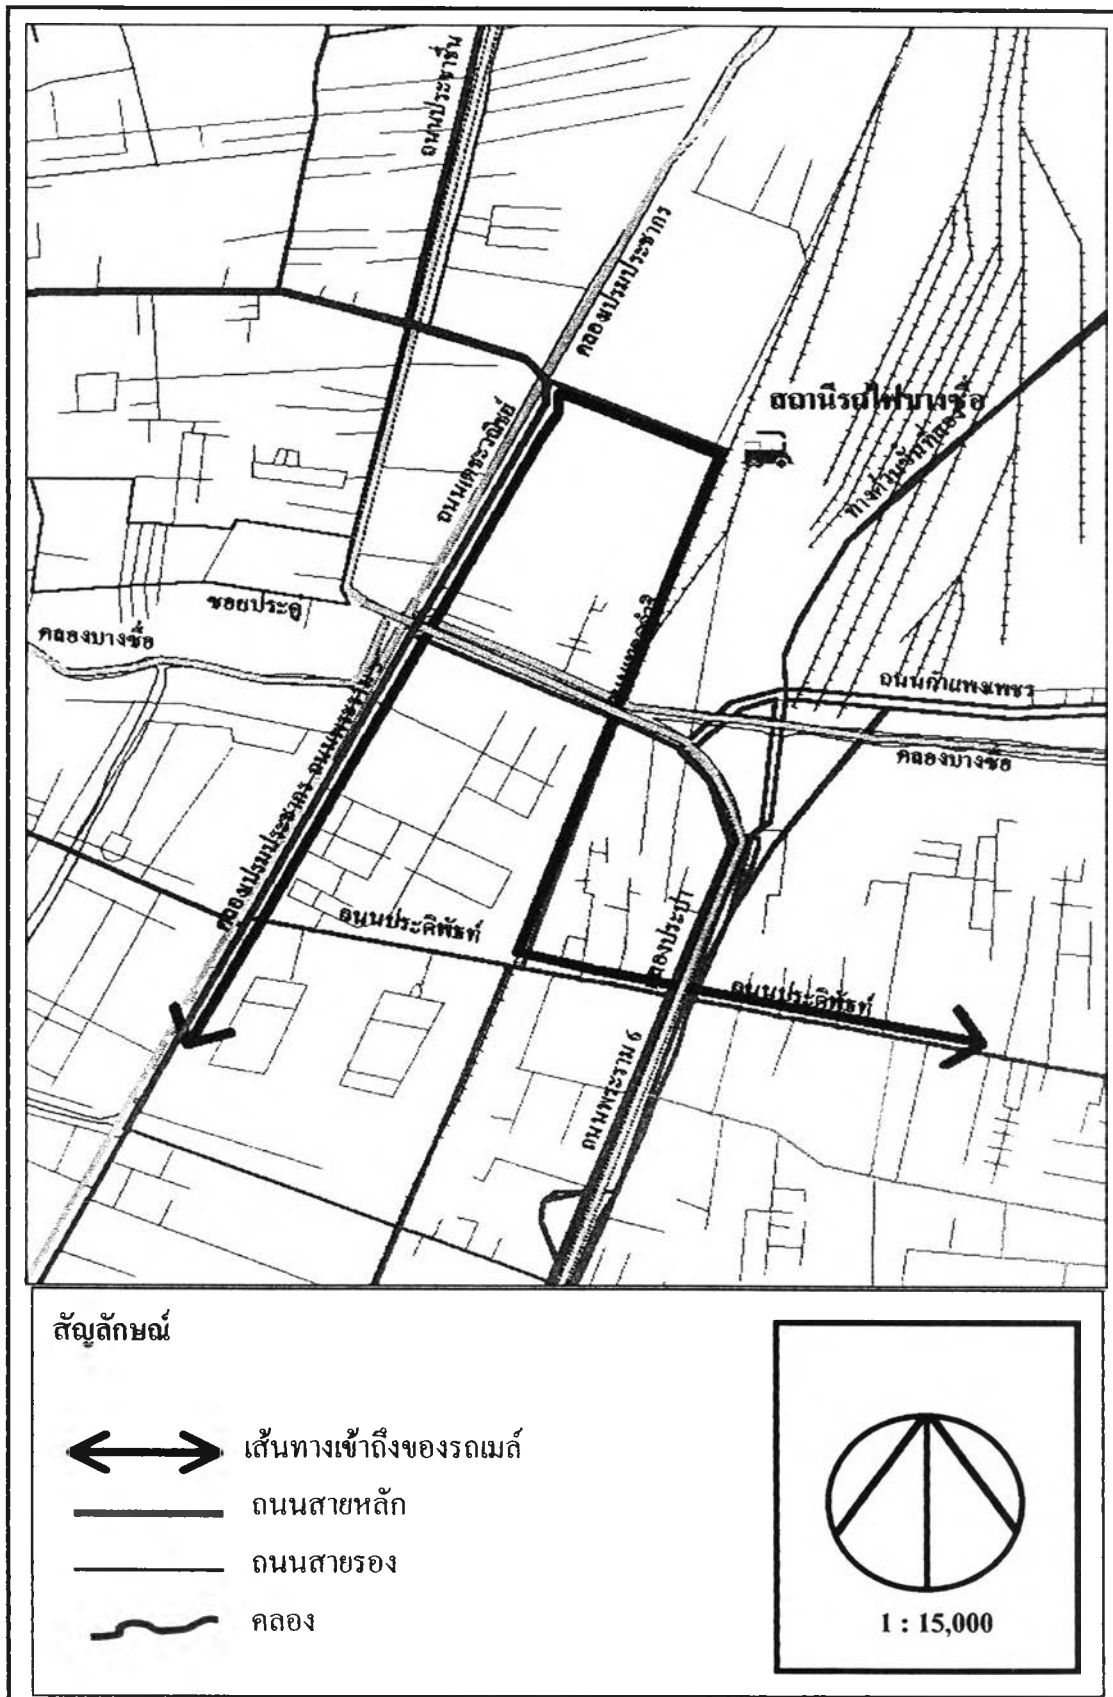 ถนนประชาชื่น
คลองเปรมประชากร
สถานีรถไฟบางซื่อ
ถนนเตชะวณิชย์
ทางด่วนขั้นที่สอง
ซอยประดู่
คลองบางซื่อ
ถนนกำแพงเพชร
คลองบางซื่อ
คลองเปรมประชากร
ถนนประดิพัทธ์
คลองประปา
ถนนประดิพัทธ์
ถนนพระราม 6
สัญลักษณ์
เส้นทางเข้าถึงของรถเมล์
ถนนสายหลัก
ถนนสายรอง
คลอง
1 : 15,000